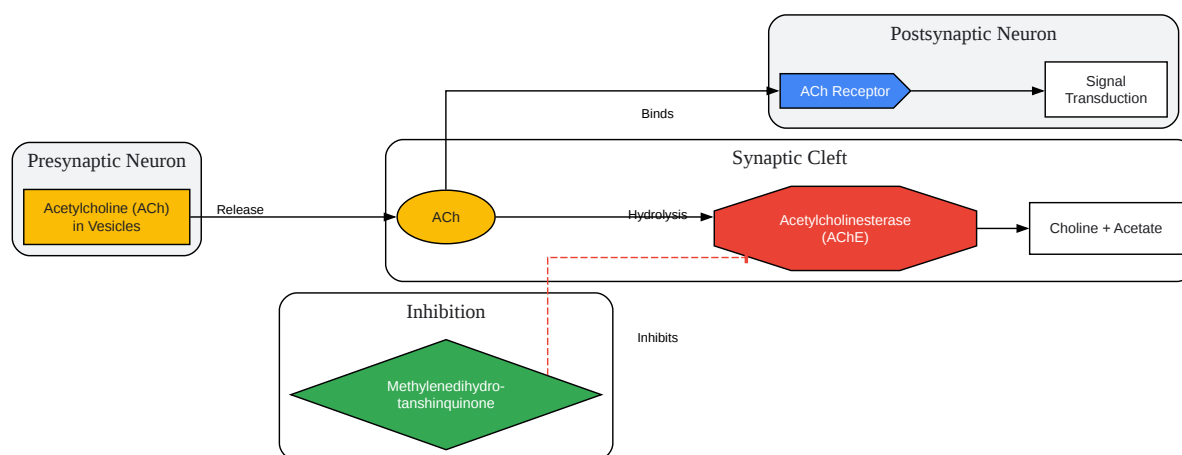 Postsynaptic Neuron
ACh Receptor
Signal
Transduction
Binds
Presynaptic Neuron
Acetylcholine (ACh)
in Vesicles
Release
Synaptic Cleft
ACh
Hydrolysis
Acetylcholinesterase
(AChE)
Choline + Acetate
Inhibition
Inhibits
Methylenedihydro-
tanshinquinone